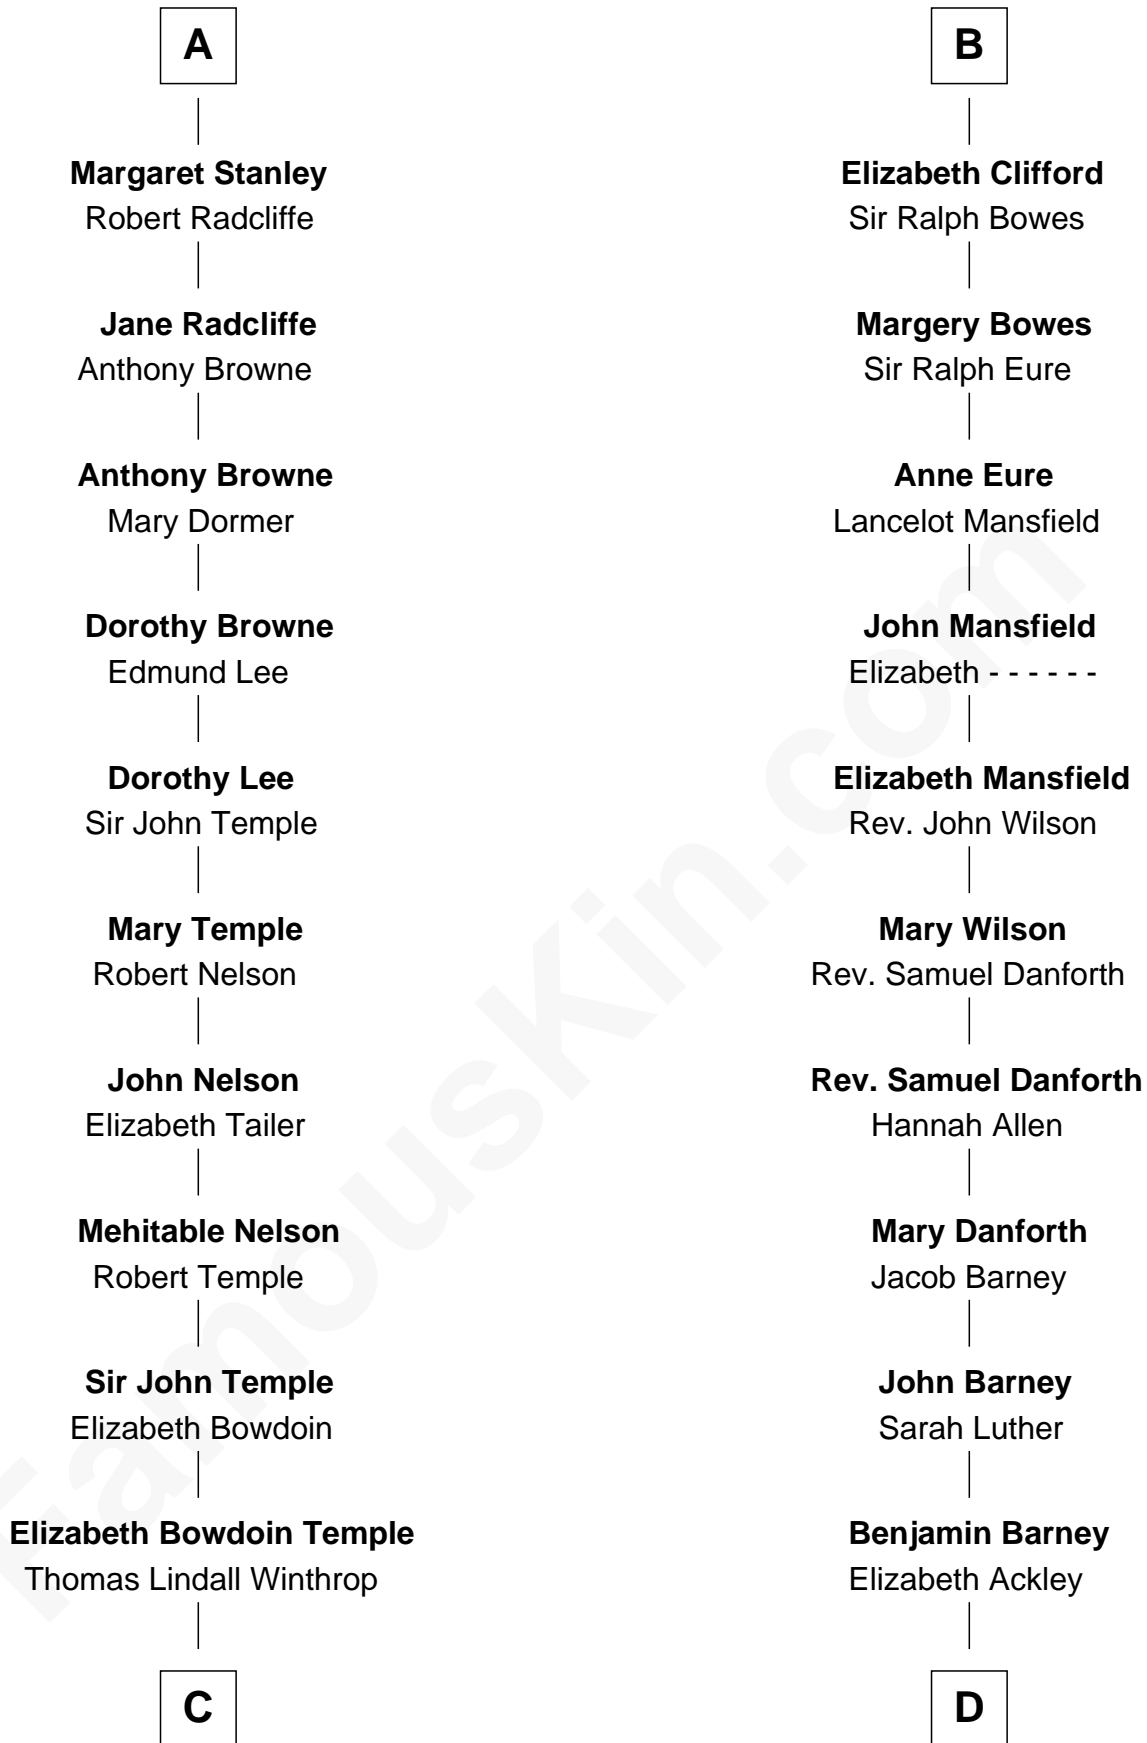 A
Margaret Stanley
Robert Radcliffe
Jane Radcliffe
Anthony Browne
Anthony Browne
Mary Dormer
Dorothy Browne
Edmund Lee
Dorothy Lee
Sir John Temple
Mary Temple
Robert Nelson
John Nelson
Elizabeth Tailer
Mehitable Nelson
Robert Temple
Sir John Temple
Elizabeth Bowdoin
Elizabeth Bowdoin Temple
Thomas Lindall Winthrop
C
B
Elizabeth Clifford
Sir Ralph Bowes
Margery Bowes
Sir Ralph Eure
Anne Eure
Lancelot Mansfield
John Mansfield
Elizabeth - - - - - -
Elizabeth Mansfield
Rev. John Wilson
Mary Wilson
Rev. Samuel Danforth
Rev. Samuel Danforth
Hannah Allen
Mary Danforth
Jacob Barney
John Barney
Sarah Luther
Benjamin Barney
Elizabeth Ackley
D
FamousKin.com